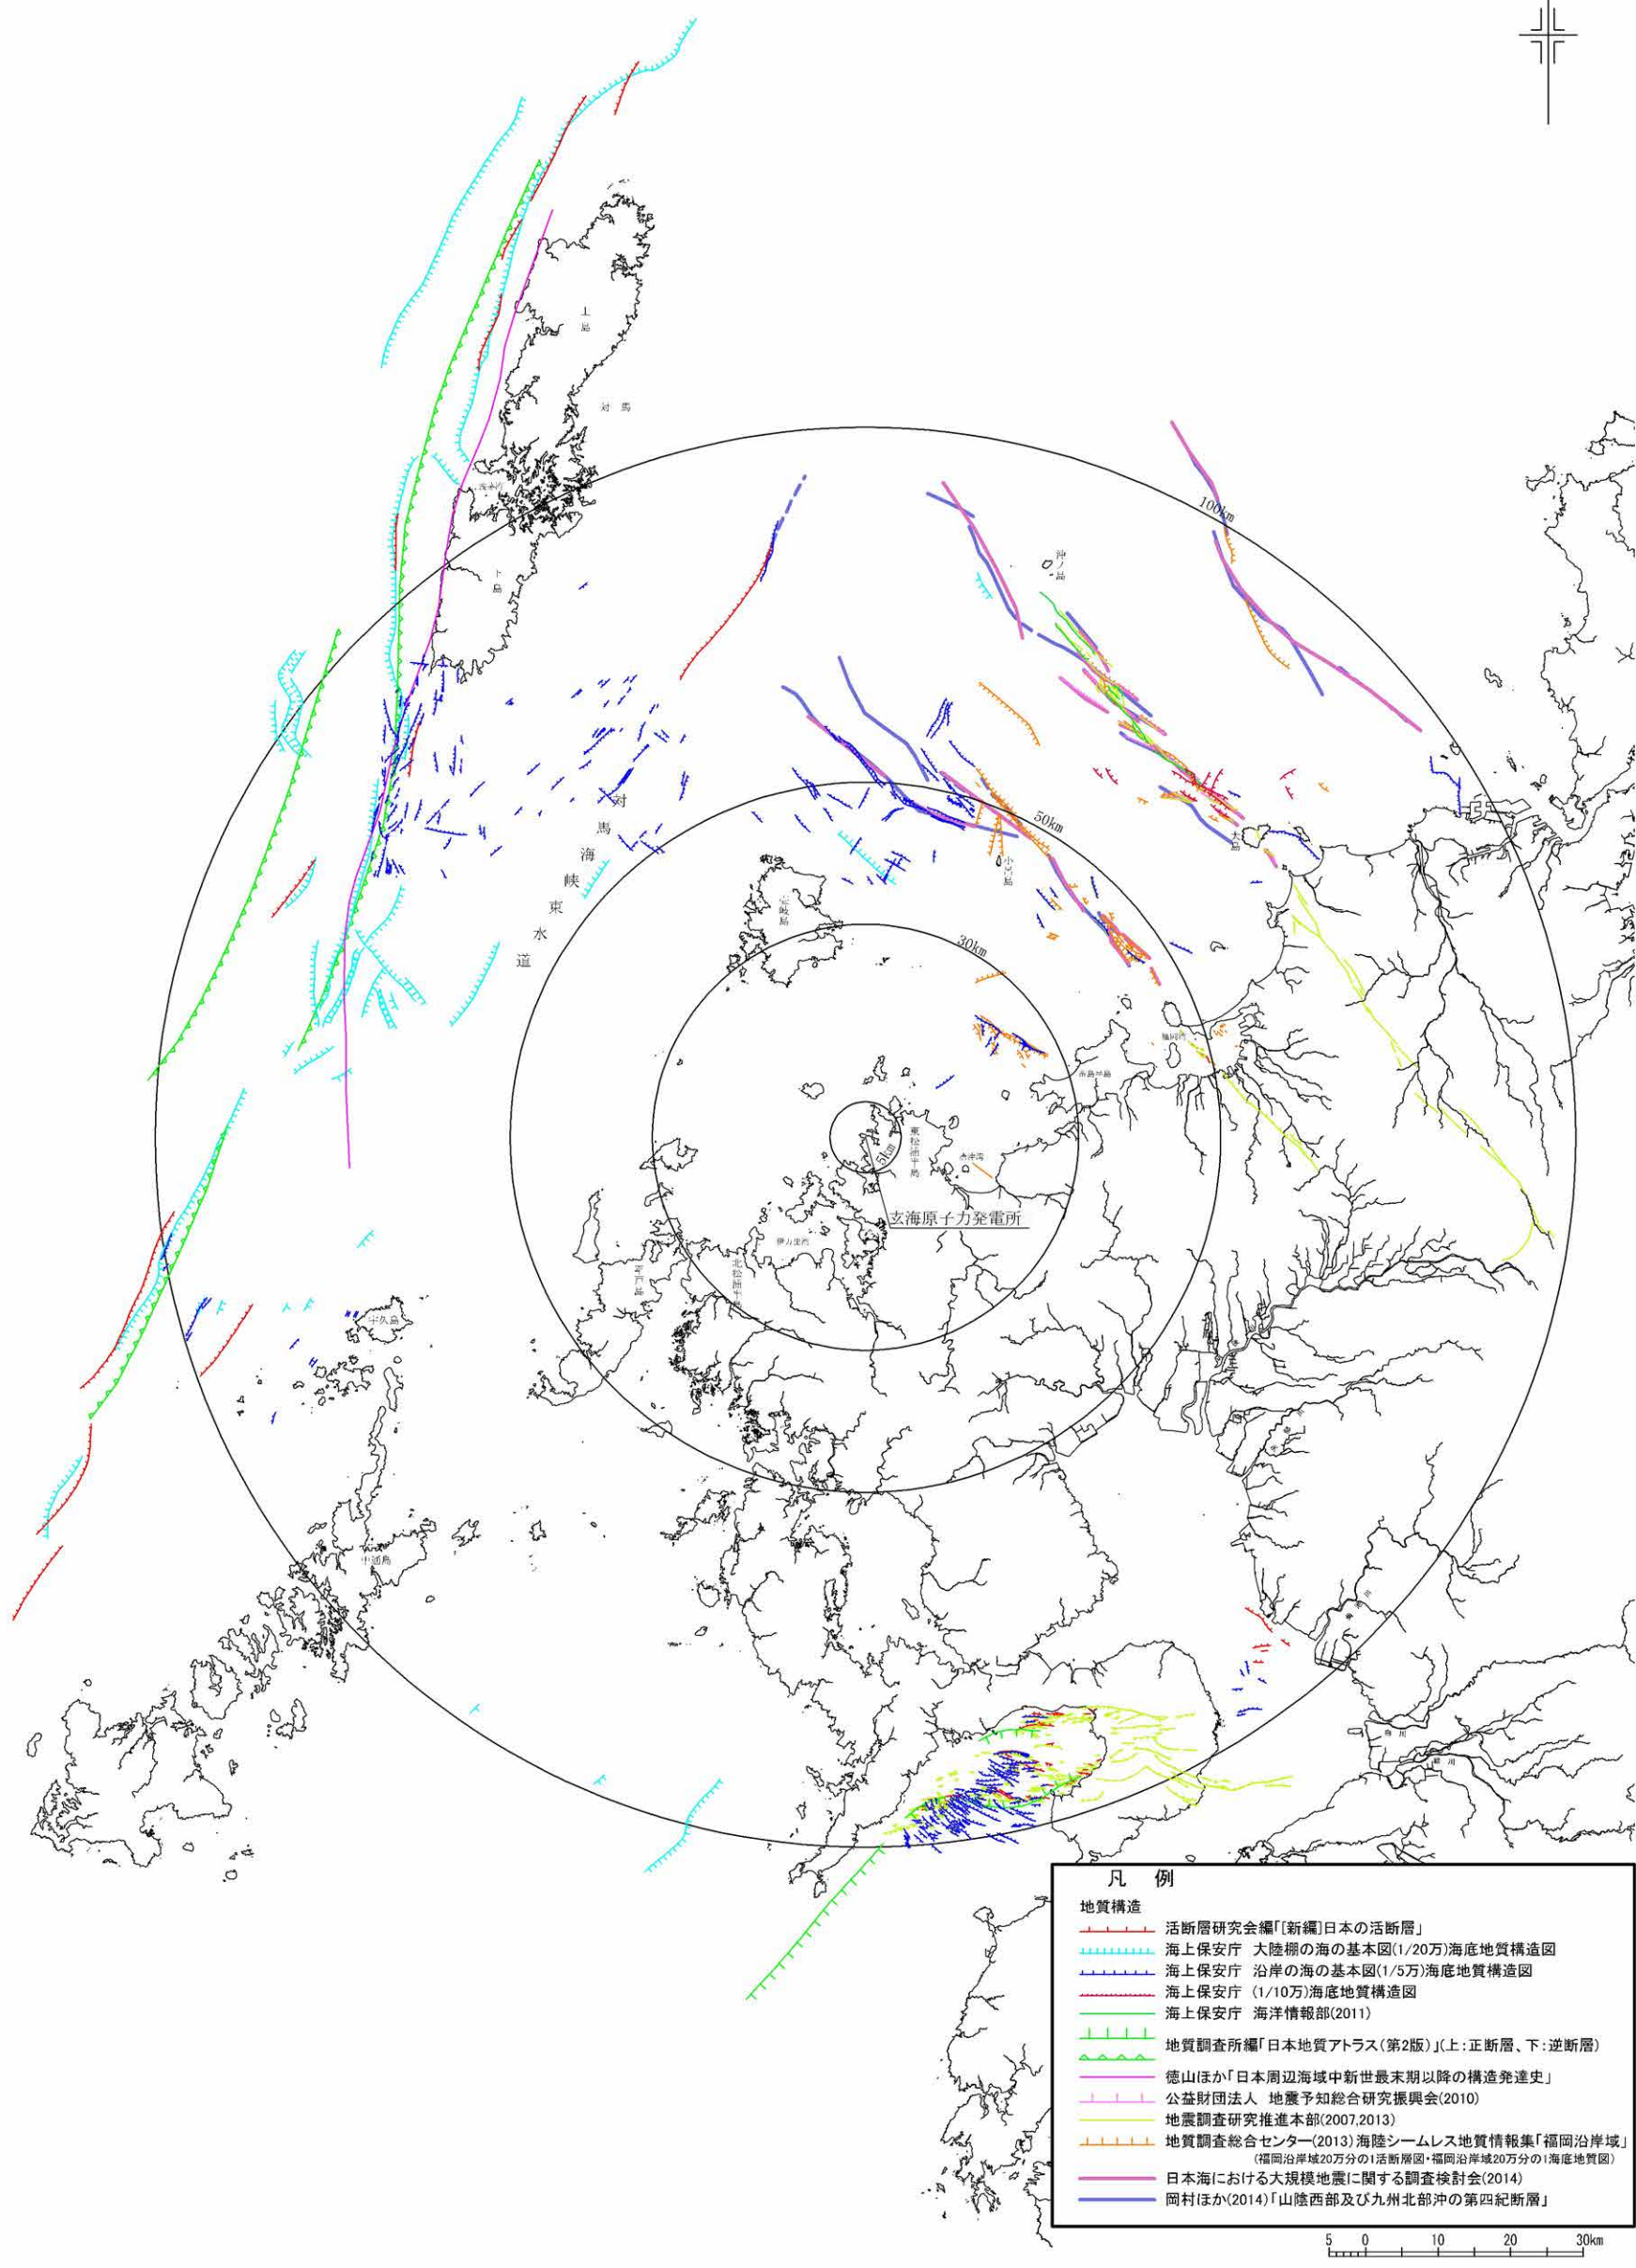 上島
対馬
下島
沖ノ島
100km
50km
小呂島
大島
対馬海峡東水道
壱岐島
30km
福岡湾
糸島半島
東松浦半島
唐津湾
5km
玄海原子力発電所
伊万里湾
平戸島
北松浦半島
宇久島
中通島
凡 例
地質構造
活断層研究会編「[新編]日本の活断層」
海上保安庁 大陸棚の海の基本図(1/20万)海底地質構造図
海上保安庁 沿岸の海の基本図(1/5万)海底地質構造図
海上保安庁 (1/10万)海底地質構造図
海上保安庁 海洋情報部(2011)
地質調査所編「日本地質アトラス(第2版)」(上:正断層、下:逆断層)
徳山ほか「日本周辺海域中新世最末期以降の構造発達史」
公益財団法人 地震予知総合研究振興会(2010)
地震調査研究推進本部(2007,2013)
地質調査総合センター(2013)海陸シームレス地質情報集「福岡沿岸域」
(福岡沿岸域20万分の1活断層図・福岡沿岸域20万分の1海底地質図)
日本海における大規模地震に関する調査検討会(2014)
岡村ほか(2014)「山陰西部及び九州北部沖の第四紀断層」
5 0 10 20 30km